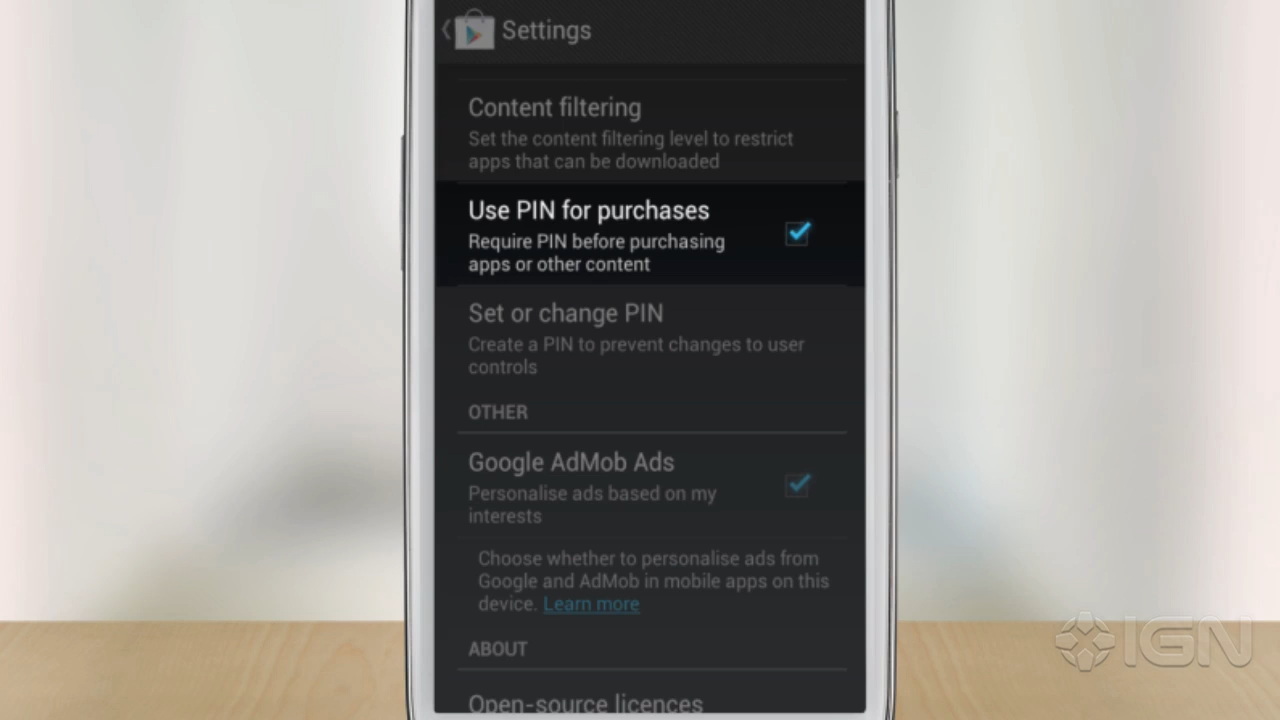 Settings
Content filtering
Set the content filtering level to restrict
apps that can be downloaded
Use PIN for purchases
Require PIN before purchasing
apps or other content
Set or change PIN
Create a PIN to prevent changes to user
controls
OTHER
Google AdMob Ads
Personalise ads based on my
interests
Choose whether to personalise ads from
Google and AdMob in mobile apps on this
device. Learn more
ABOUT
Open-source licences
IGN